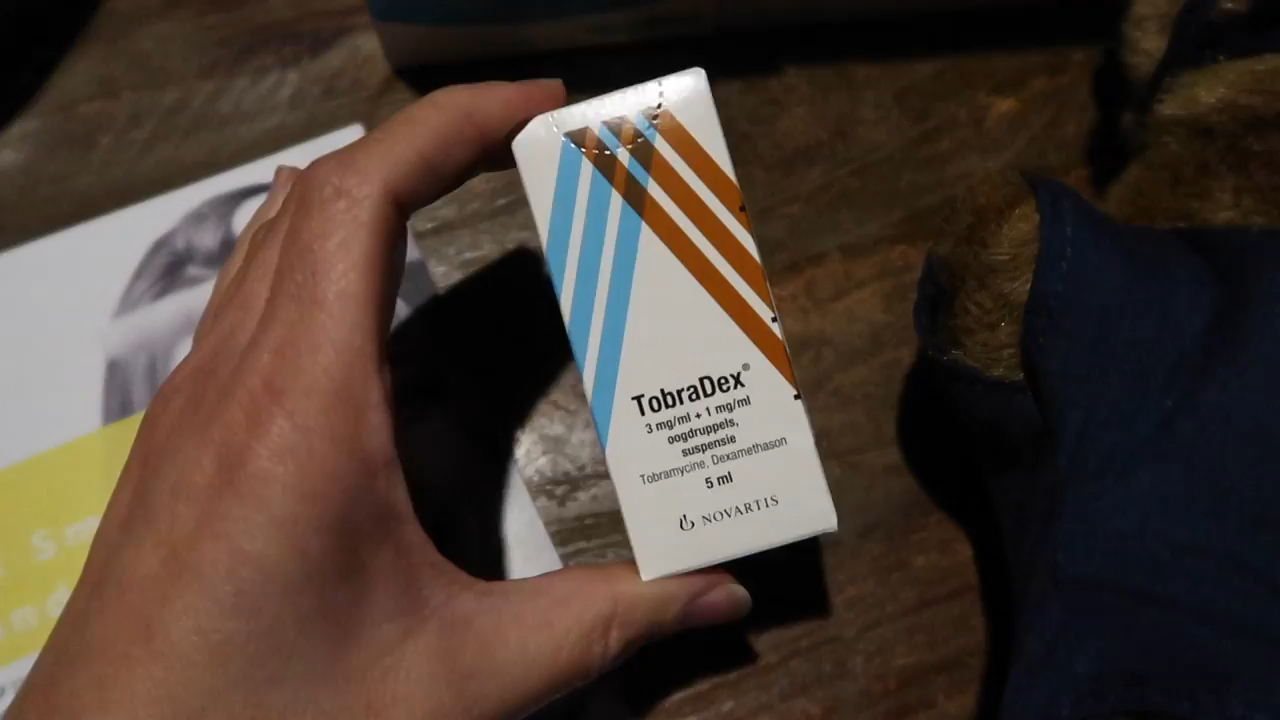 TobraDex®
3 mg/ml + 1 mg/ml
oogdruppels,
suspensie
Tobramycine, Dexamethason
5 ml
NOVARTIS